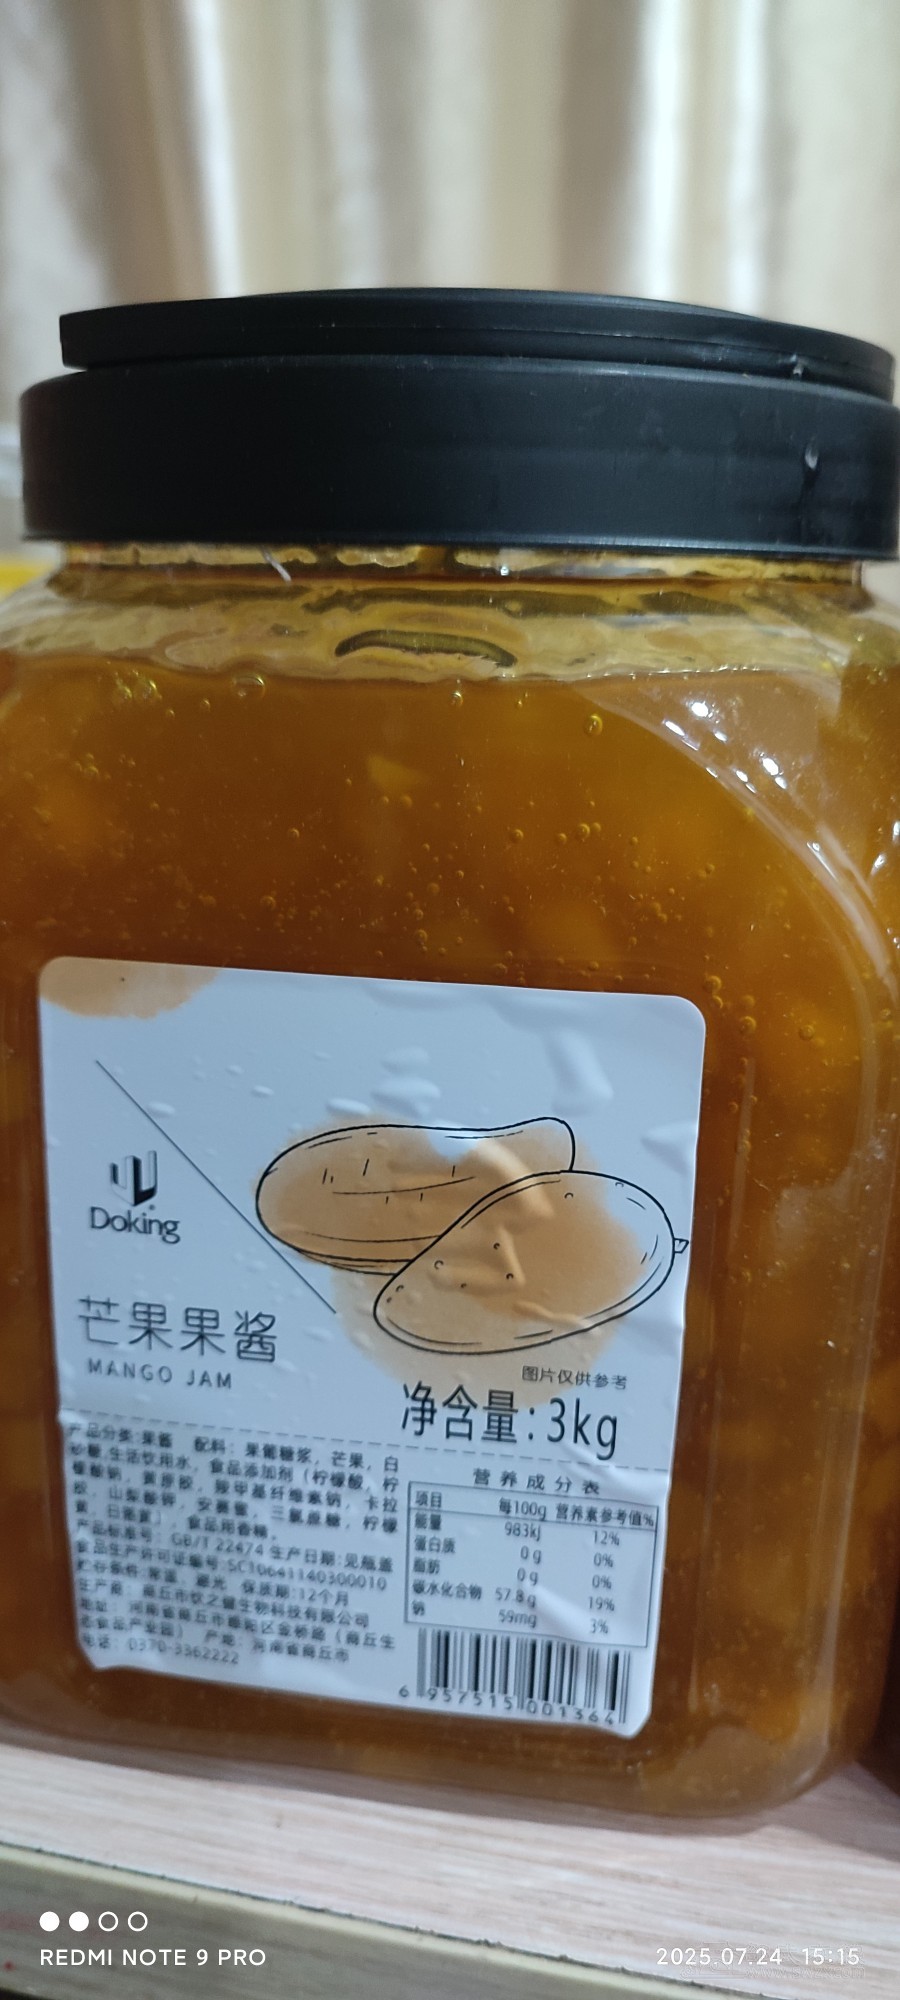 Doking
芒果果酱
MANGO JAM
图片仅供参考
净含量:3kg
产品分类:果酱 配料：果葡糖浆，芒果，白
砂糖,生活饮用水，食品添加剂（柠檬酸，柠
檬酸钠，黄原胶，羧甲基纤维素钠，卡拉
胶，山梨酸钾，安赛蜜，三氯蔗糖，柠檬
黄，日落黄），食品用香精。
产品标准号：GB/T 22474 生产日期:见瓶盖
食品生产许可证编号:SC10641140300010
贮存条件:常温、避光 保质期:12个月
生产商：商丘市饮之健生物科技有限公司
地址：河南省商丘市睢阳区金桥路（商丘生
态食品产业园） 产地：河南省商丘市
电话：0370-3362222
营养成分表
项目 每100g 营养素参考值%
能量 983kJ 12%
蛋白质 0g 0%
脂肪 0g 0%
碳水化合物 57.8g 19%
钠 59mg 3%
6 957515 001364
REDMI NOTE 9 PRO
2025.07.24 15:15